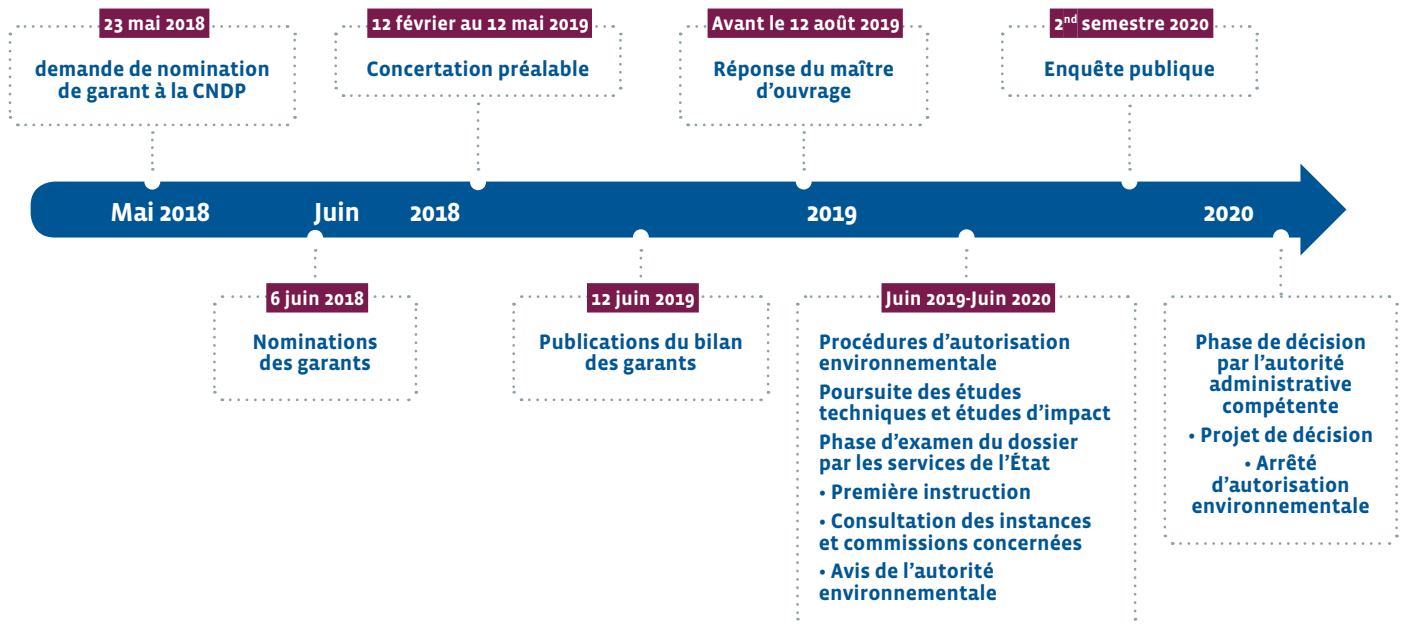 23 mai 2018
demande de nomination
de garant à la CNDP
12 février au 12 mai 2019
Concertation préalable
Avant le 12 août 2019
Réponse du maître
d'ouvrage
2nd semestre 2020
Enquête publique
Mai 2018
Juin
2018
2019
2020
6 juin 2018
Nominations
des garants
12 juin 2019
Publications du bilan
des garants
Juin 2019-Juin 2020
Procédures d'autorisation
environnementale
Poursuite des études
techniques et études d'impact
Phase d'examen du dossier
par les services de l'État
• Première instruction
• Consultation des instances
et commissions concernées
• Avis de l'autorité
environnementale
Phase de décision
par l'autorité
administrative
compétente
• Projet de décision
• Arrêté
d'autorisation
environnementale